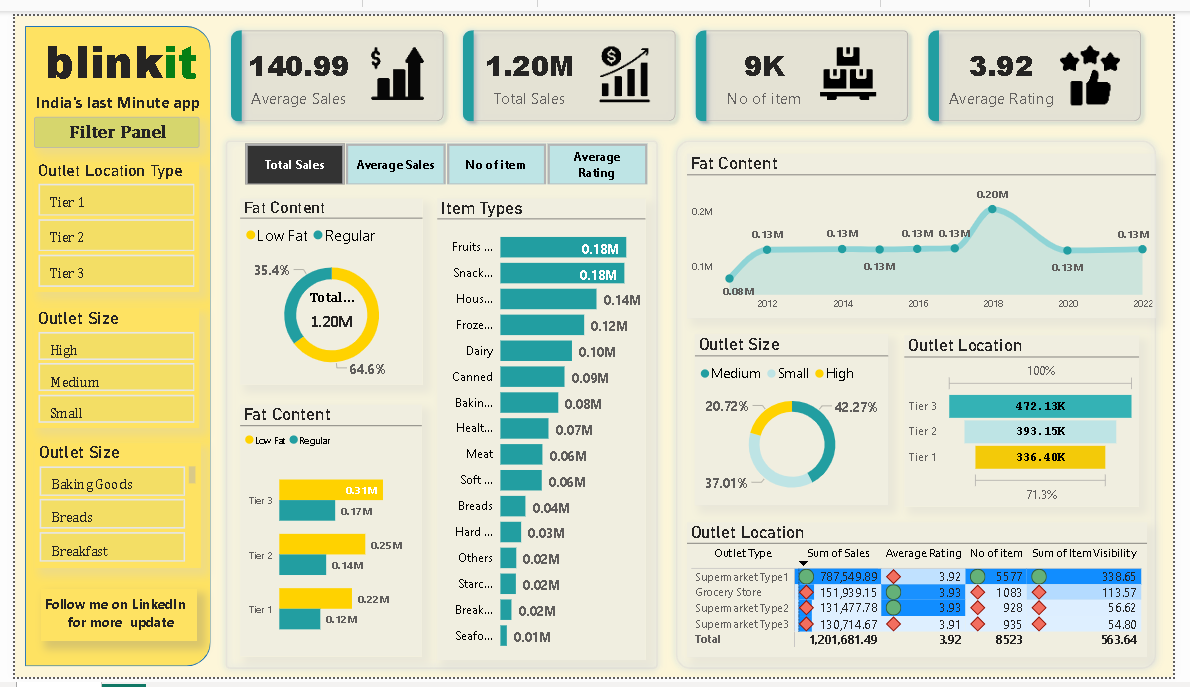 blinkit
India's last Minute app
Filter Panel
Outlet Location Type
Tier 1
Tier 2
Tier 3
Outlet Size
High
Medium
Small
Outlet Size
Baking Goods
Breads
Breakfast
Follow me on LinkedIn
for more update
140.99
Average Sales
$
1.20M
Total Sales
$
9K
No of item
3.92
Average Rating
Total Sales
Average Sales
No of item
Average
Rating
Fat Content
Low Fat Regular
35.4%
Total...
1.20M
64.6%
Fat Content
Low Fat Regular
Tier 3 0.31M
0.17M
Tier 2 0.25M
0.14M
Tier 1 0.22M
0.12M
Item Types
Fruits ... 0.18M
Snack... 0.18M
Hous... 0.14M
Froze... 0.12M
Dairy 0.10M
Canned 0.09M
Bakin... 0.08M
Healt... 0.07M
Meat 0.06M
Soft ... 0.06M
Breads 0.04M
Hard ... 0.03M
Others 0.02M
Starc... 0.02M
Break... 0.02M
Seafo... 0.01M
Fat Content
0.20M
0.2M
0.13M 0.13M 0.13M 0.13M 0.13M
0.1M 0.13M 0.13M
0.08M
2012 2014 2016 2018 2020 2022
Outlet Size
Medium Small High
20.72% 42.27%
37.01%
Outlet Location
100%
Tier 3 472.13K
Tier 2 393.15K
Tier 1 336.40K
71.3%
Outlet Location
Outlet Type Sum of Sales Average Rating No of item Sum of ItemVisibility
Supermarket Type1 787,549.89 3.92 5577 338.65
Grocery Store 151,939.15 3.93 1083 113.57
Supermarket Type2 131,477.78 3.93 928 56.62
Supermarket Type3 130,714.67 3.91 935 54.80
Total 1,201,681.49 3.92 8523 563.64